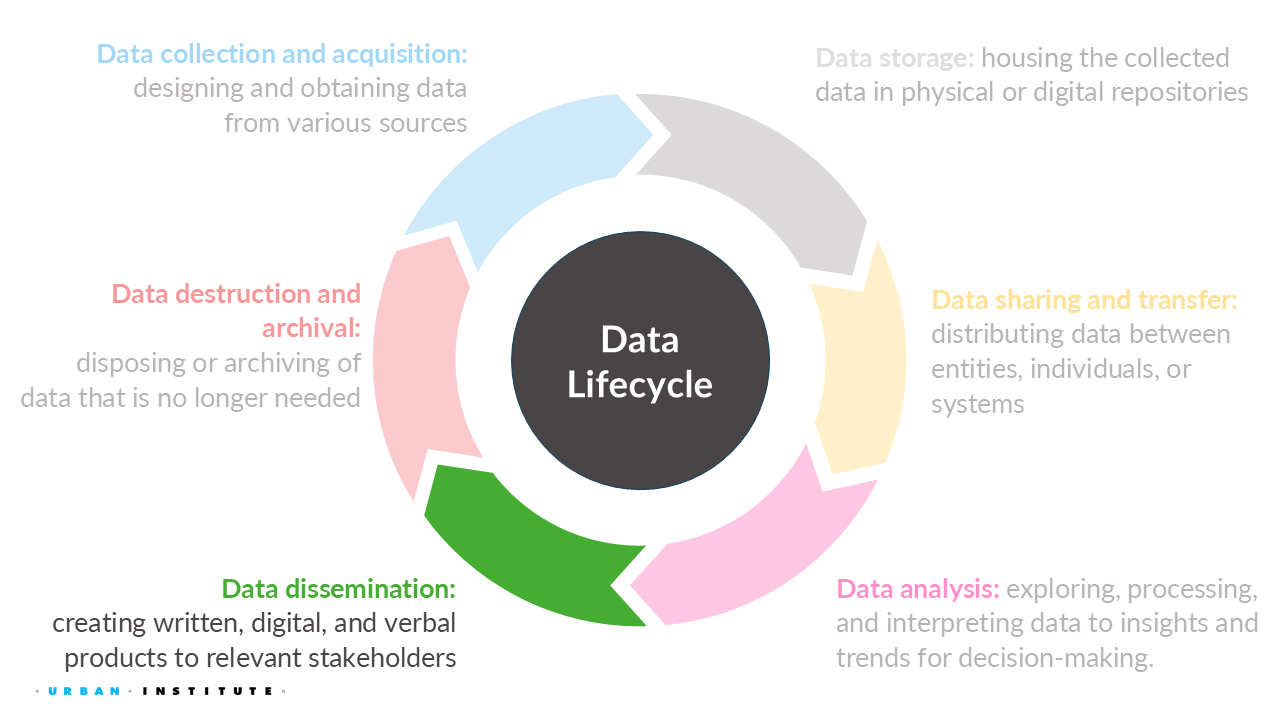 Data collection and acquisition:
designing and obtaining data
from various sources
Data storage: housing the collected
data in physical or digital repositories
Data destruction and
archival:
disposing or archiving of
data that is no longer needed
Data
Lifecycle
Data sharing and transfer:
distributing data between
entities, individuals, or
systems
Data dissemination:
creating written, digital, and verbal
products to relevant stakeholders
Data analysis: exploring, processing,
and interpreting data to insights and
trends for decision-making.
· URBAN · INSTITUTE ·